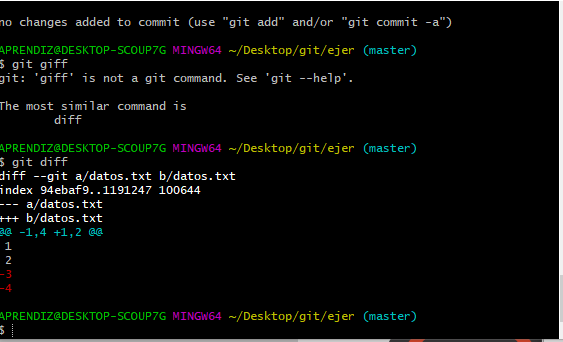 no changes added to commit (use "git add" and/or "git commit -a")
APRENDIZ@DESKTOP-SCOUP7G MINGW64 ~/Desktop/git/ejer (master)
$ git giff
git: 'giff' is not a git command. See 'git --help'.
The most similar command is
diff
APRENDIZ@DESKTOP-SCOUP7G MINGW64 ~/Desktop/git/ejer (master)
$ git diff
diff --git a/datos.txt b/datos.txt
index 94ebaf9..1191247 100644
--- a/datos.txt
+++ b/datos.txt
@@ -1,4 +1,2 @@
1
2
-3
-4
APRENDIZ@DESKTOP-SCOUP7G MINGW64 ~/Desktop/git/ejer (master)
$